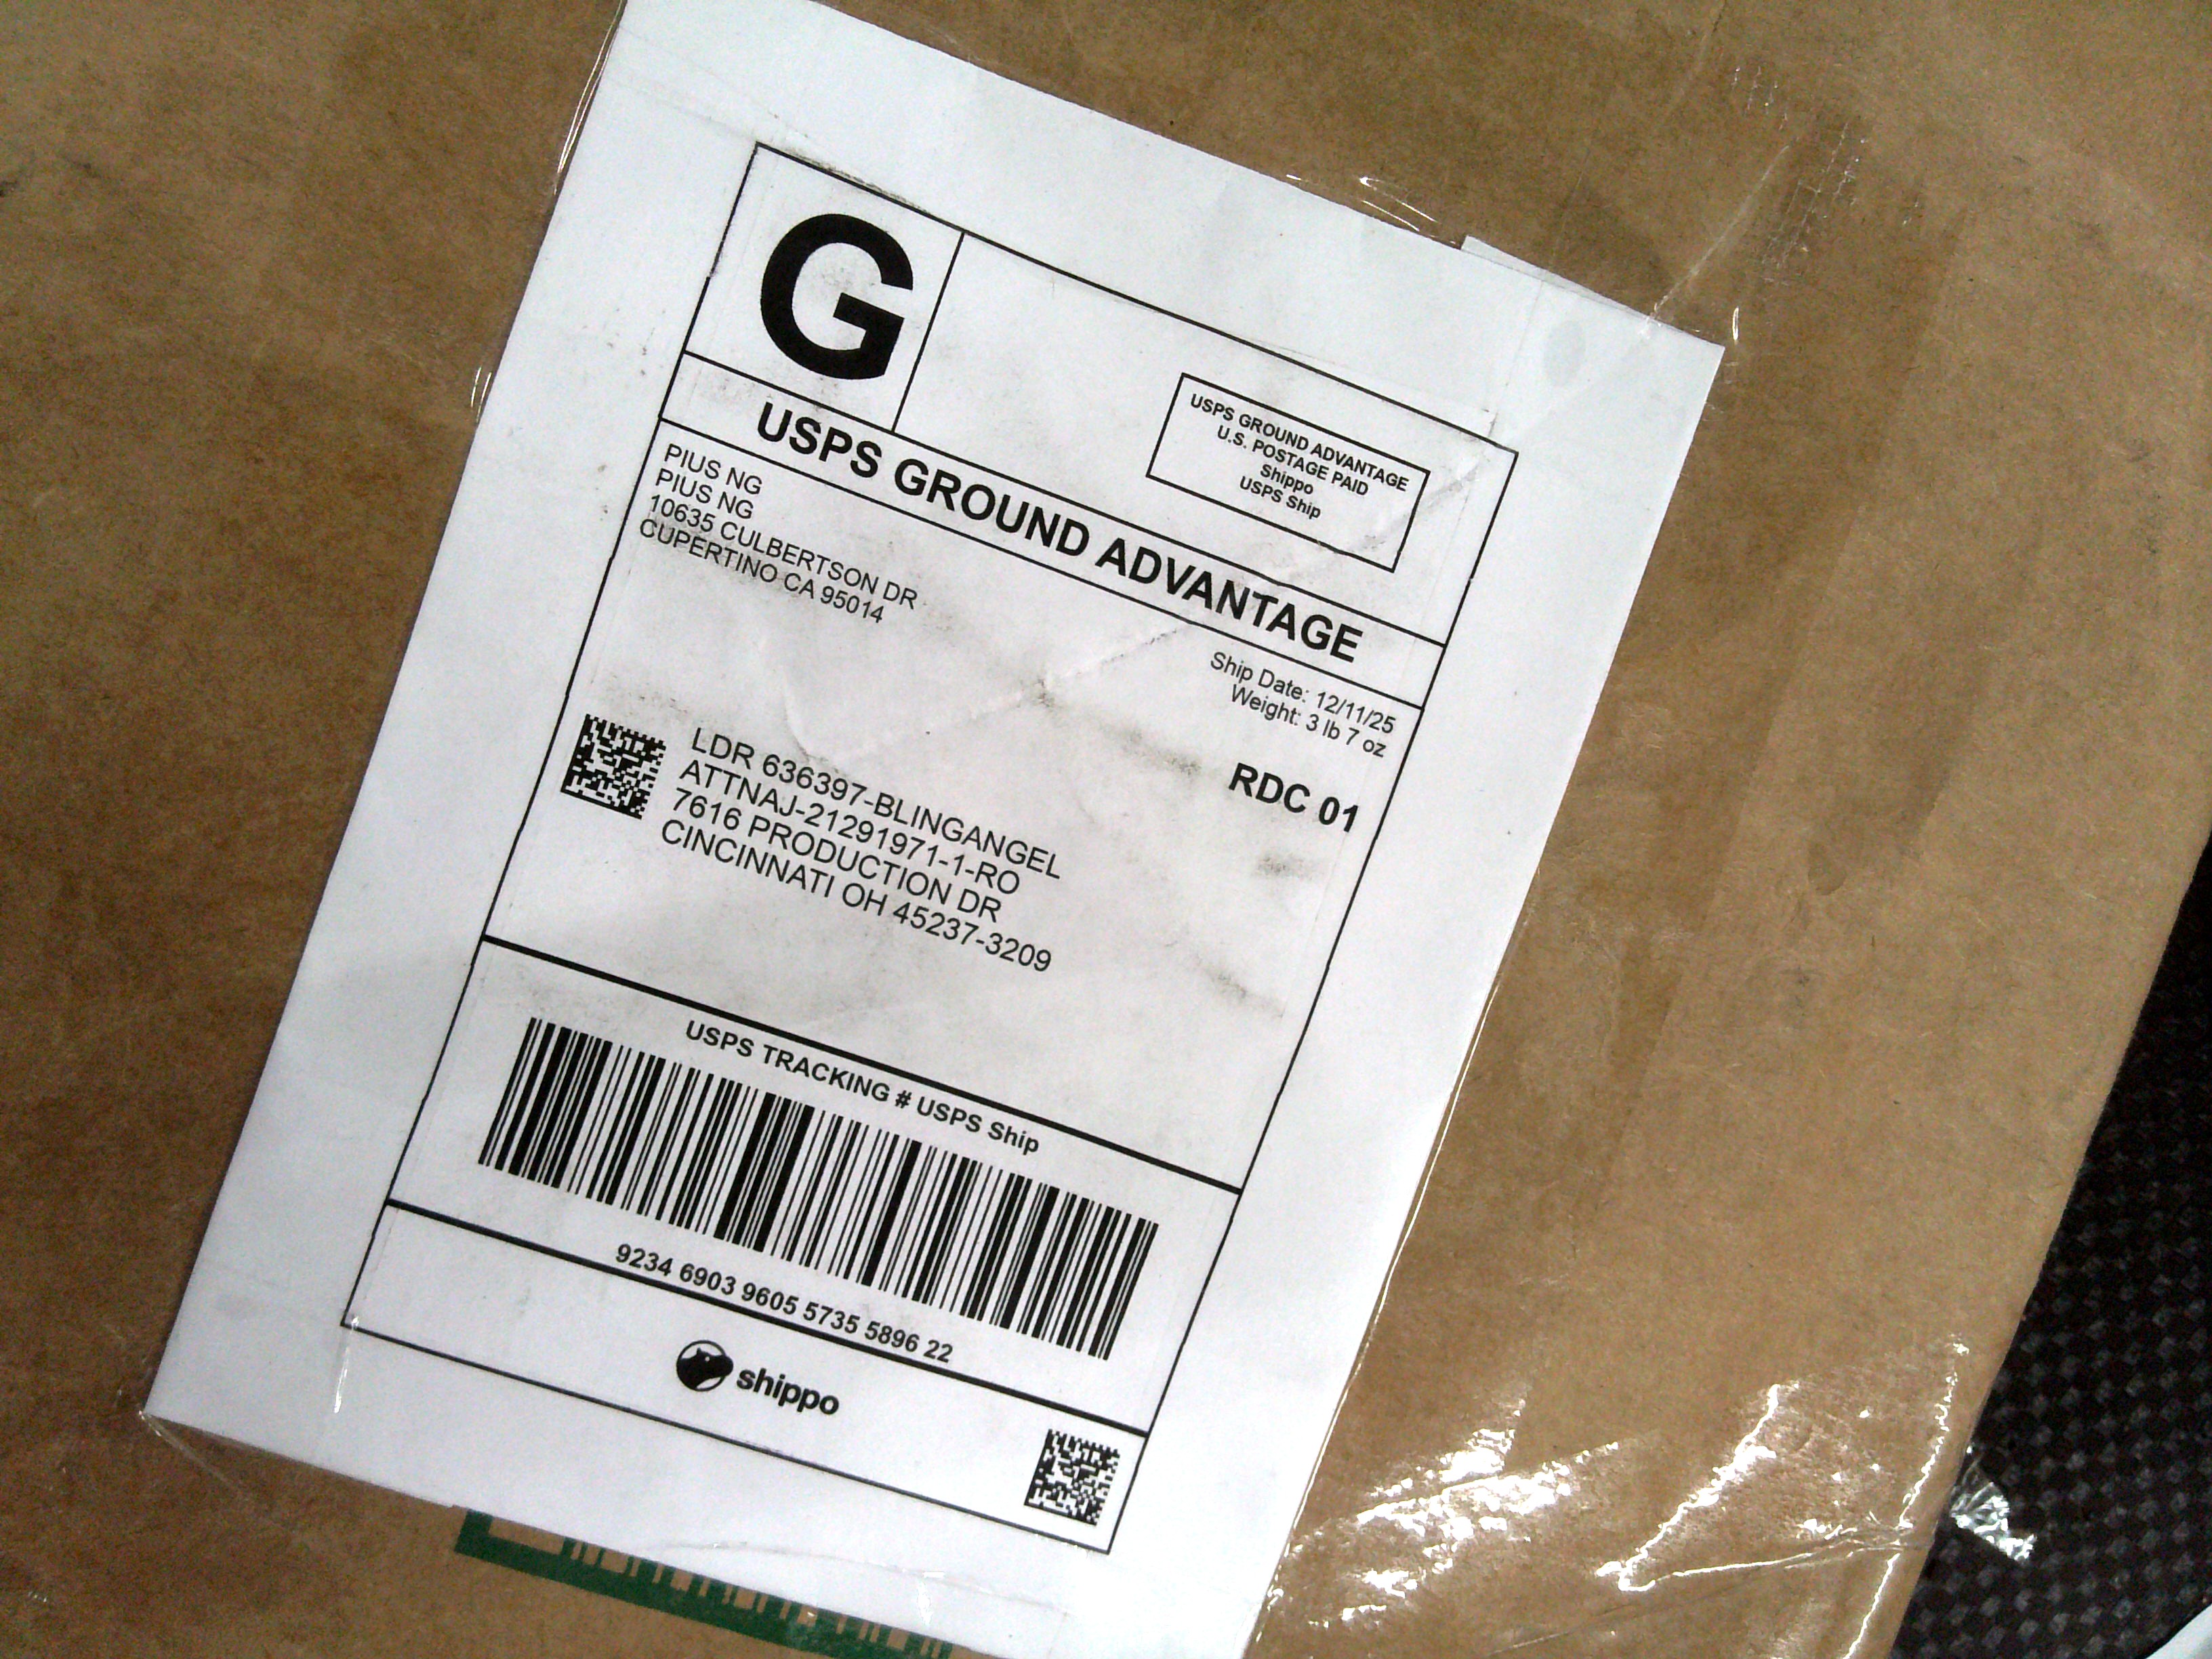 G
USPS GROUND ADVANTAGE
U.S. POSTAGE PAID
Shippo
USPS Ship
USPS GROUND ADVANTAGE
PIUS NG
PIUS NG
10635 CULBERTSON DR
CUPERTINO CA 95014
Ship Date: 12/11/25
Weight: 3 lb 7 oz
RDC 01
LDR 636397-BLINGANGEL
ATTNAJ-21291971-1-RO
7616 PRODUCTION DR
CINCINNATI OH 45237-3209
USPS TRACKING # USPS Ship
9234 6903 9605 5735 5896 22
shippo